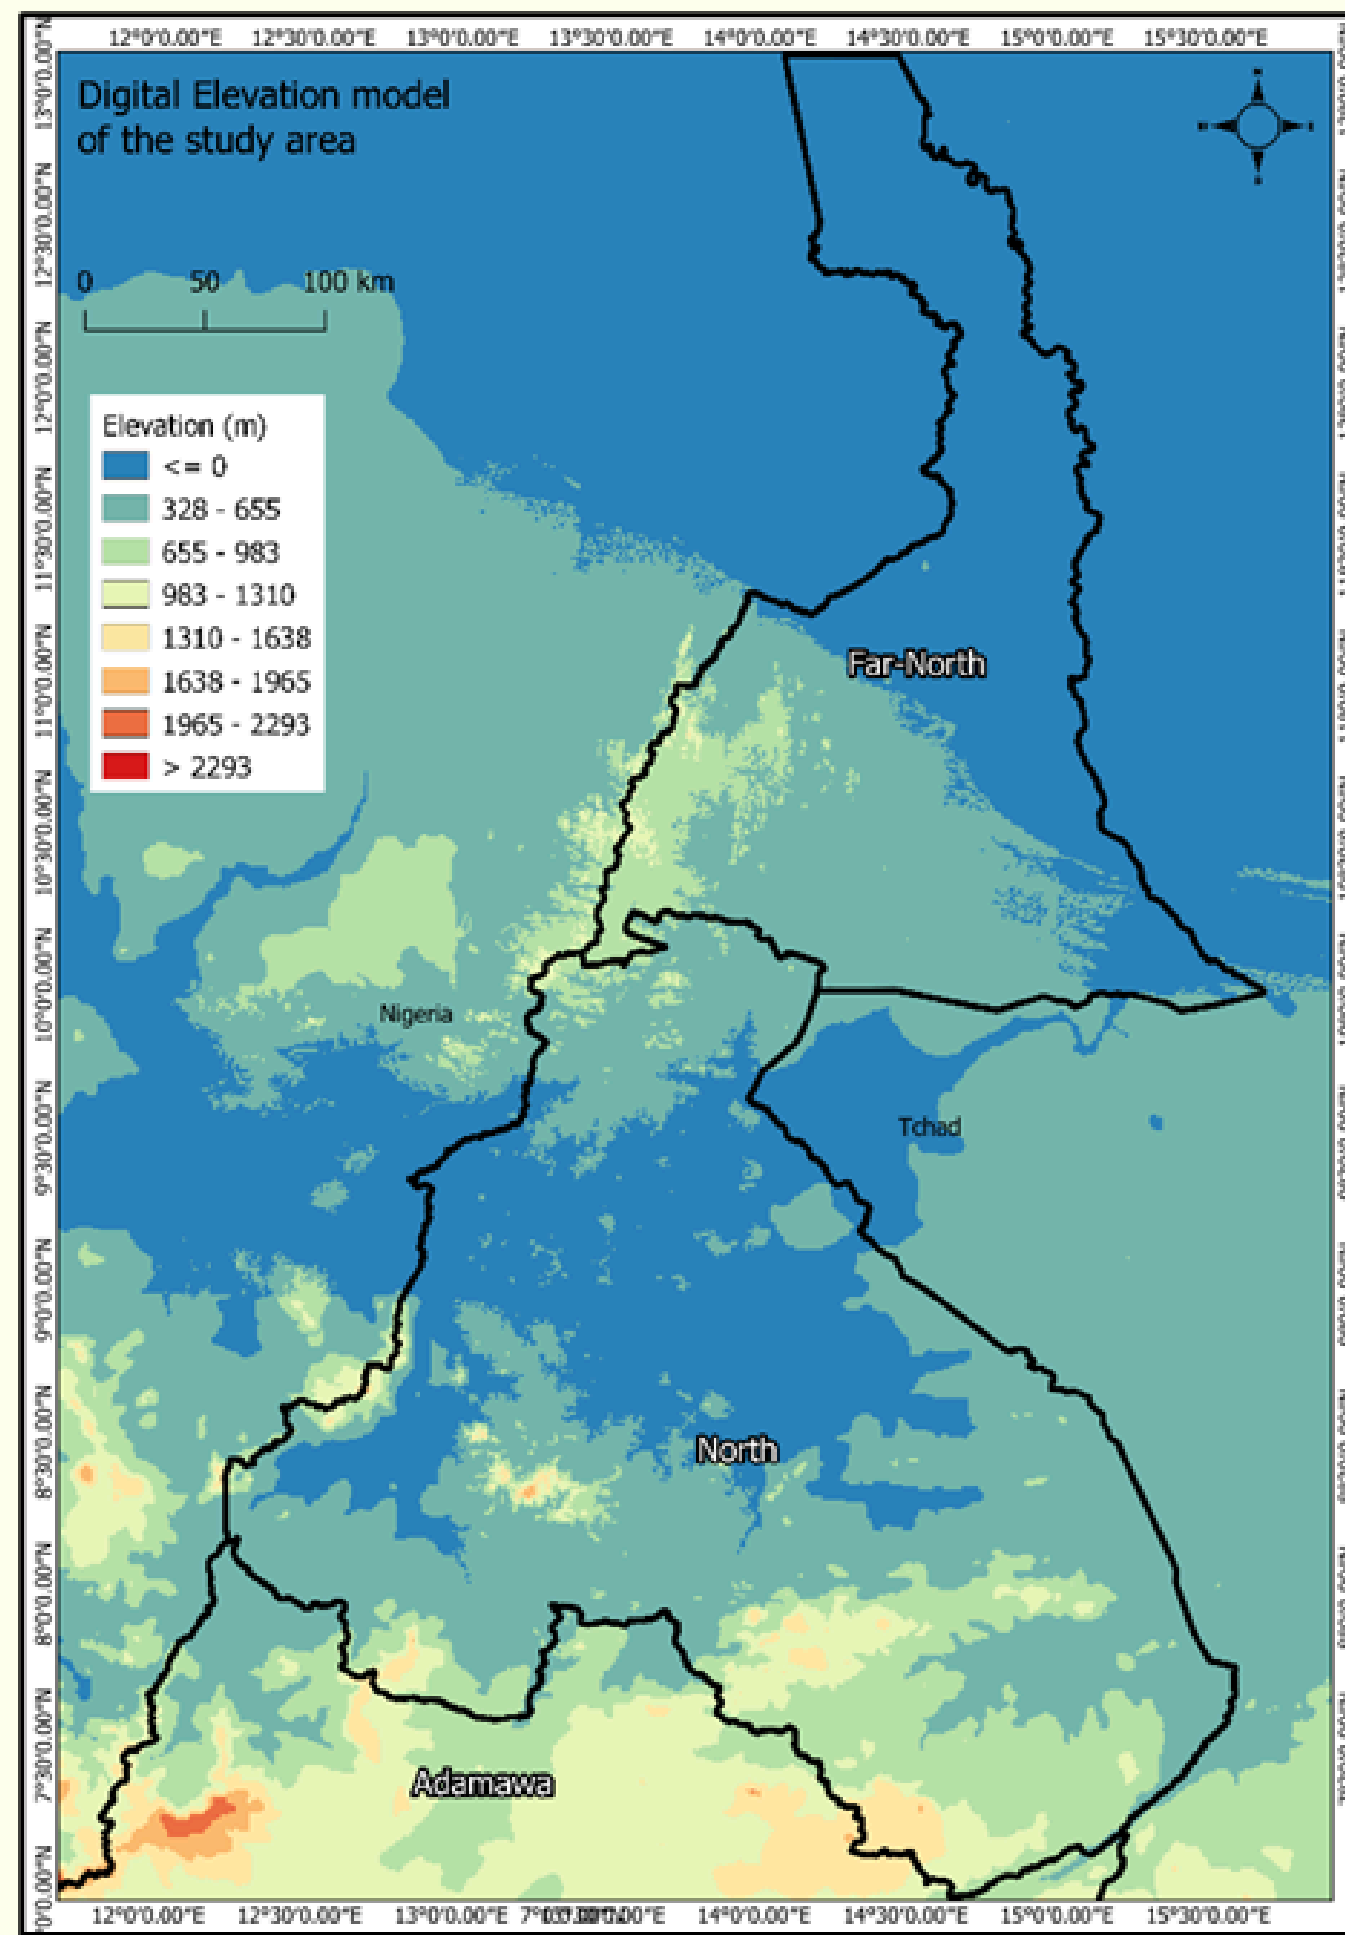 12°0'0.00"E 12°30'0.00"E 13°0'0.00"E 13°30'0.00"E 14°0'0.00"E 14°30'0.00"E 15°0'0.00"E 15°30'0.00"E
Digital Elevation model
of the study area
0 50 100 km
Elevation (m)
<= 0
328 - 655
655 - 983
983 - 1310
1310 - 1638
1638 - 1965
1965 - 2293
> 2293
Far-North
Nigeria
Tchad
North
Adamawa
13°0'0.00"N
12°30'0.00"N
12°0'0.00"N
11°30'0.00"N
11°0'0.00"N
10°30'0.00"N
10°0'0.00"N
9°30'0.00"N
9°0'0.00"N
8°30'0.00"N
8°0'0.00"N
7°30'0.00"N
12°0'0.00"E 12°30'0.00"E 13°0'0.00"E 14°0'0.00"E 14°30'0.00"E 15°0'0.00"E 15°30'0.00"E